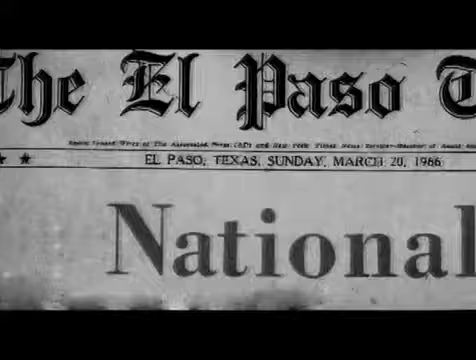 The El Paso T
EL PASO, TEXAS, SUNDAY, MARCH 20, 1966
National